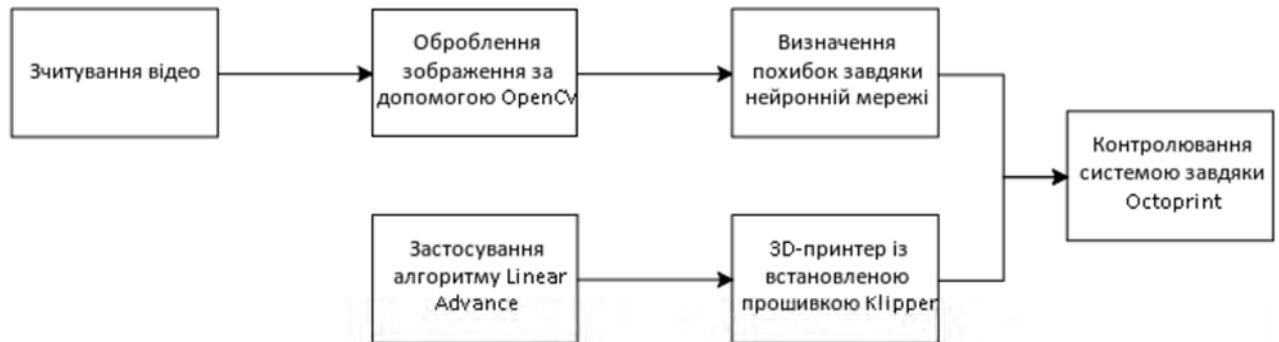 Зчитування відео
Оброблення
зображення за
допомогою OpenCv
Визначення
похибок завдяки
нейронній мережі
Контролювання
системою завдяки
Octoprint
Застосування
алгоритму Linear
Advance
3D-принтер із
встановленою
прошивкою Klipper